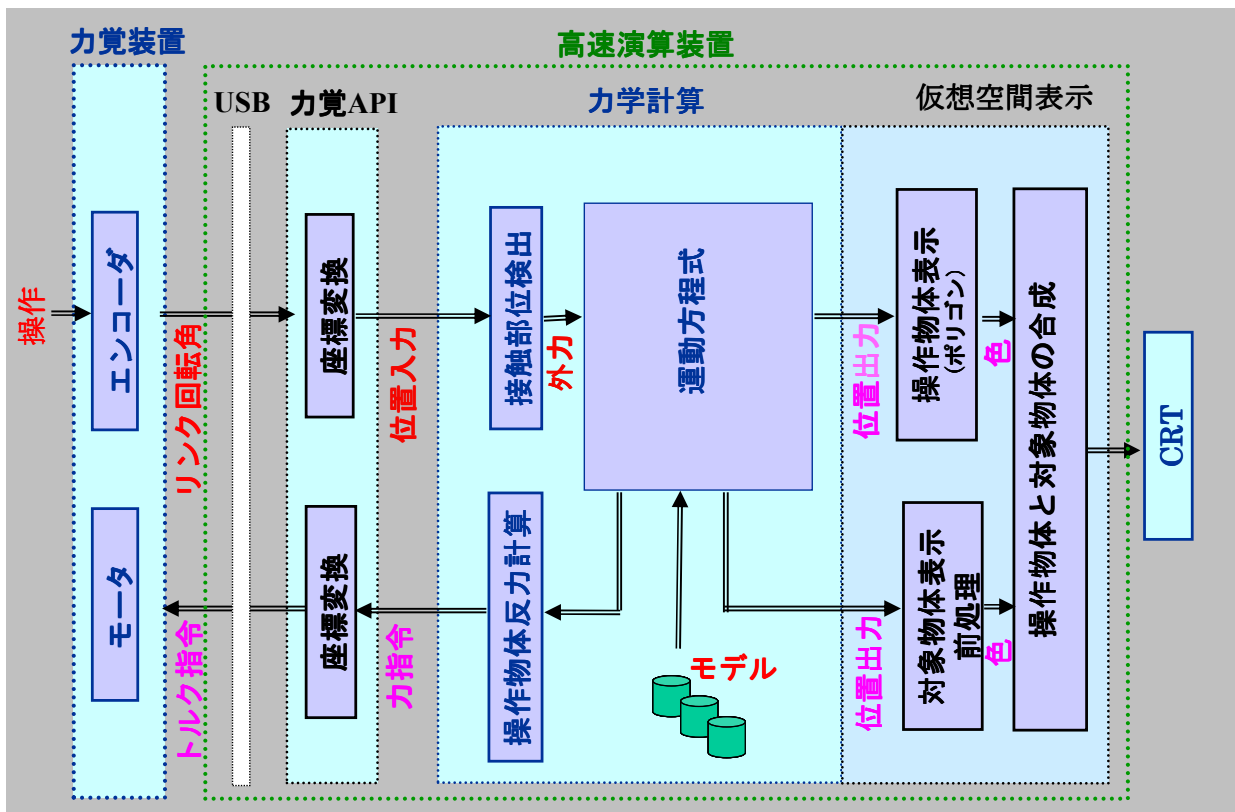 力覚装置
高速演算装置
USB
力覚API
力学計算
仮想空間表示
操作
エンコーダ
リンク回転角
座標変換
位置入力
接触部位検出
外力
運動方程式
位置出力
操作物体表示
(ポリゴン)
色
操作物体と対象物体の合成
CRT
モータ
トルク指令
座標変換
力指令
操作物体反力計算
モデル
位置出力
対象物体表示
前処理
色